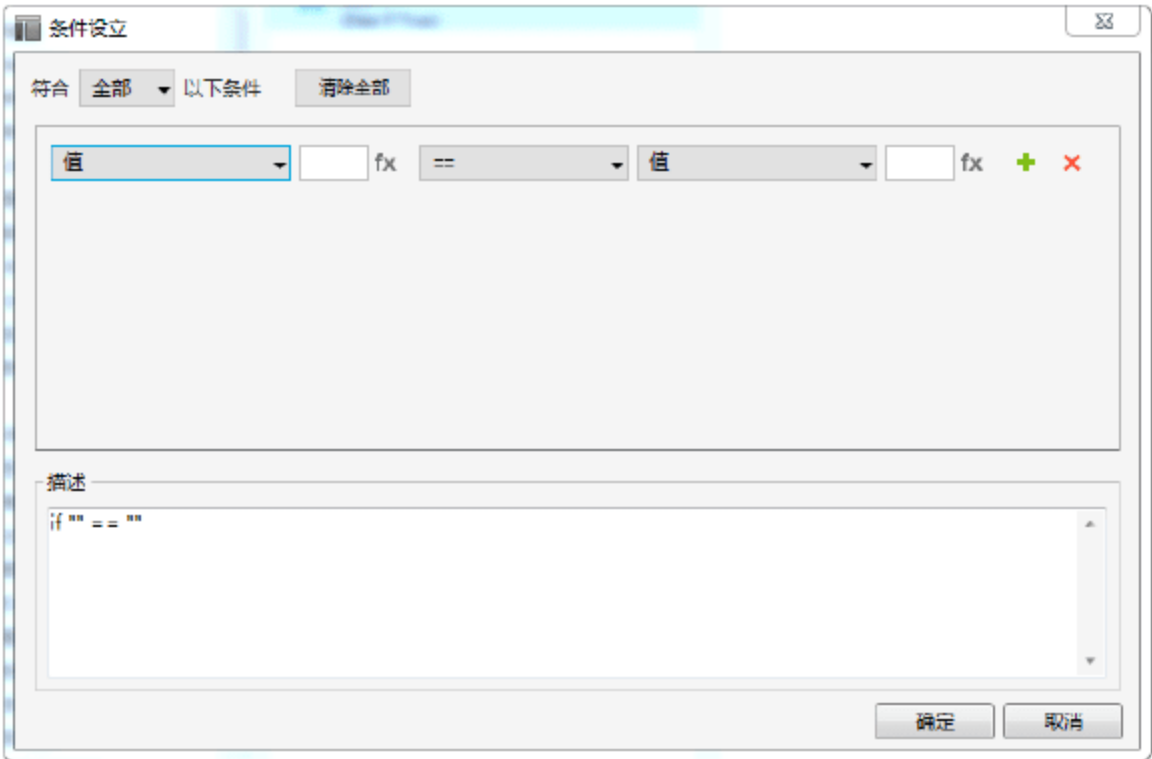 条件设立
符合 全部 以下条件 清除全部
值 fx == 值 fx
描述
if "" == ""
确定 取消